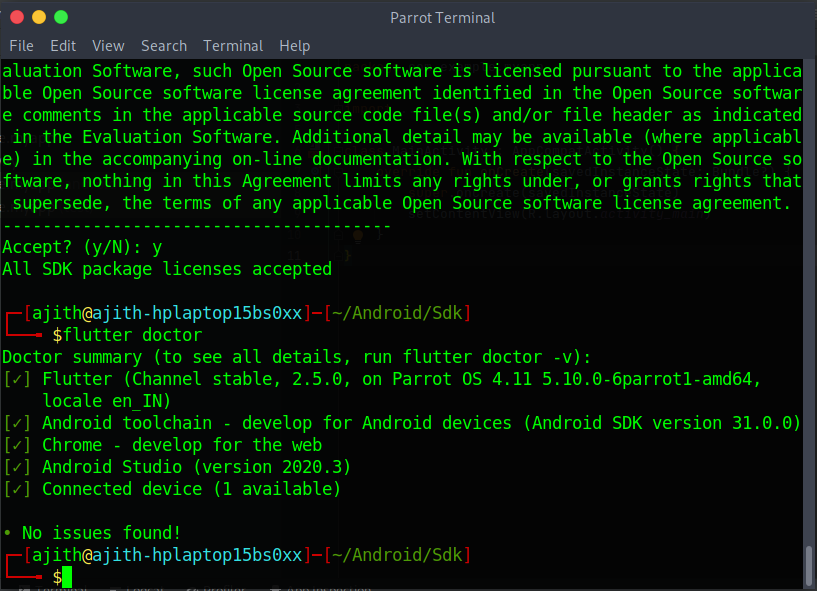 Parrot Terminal
File Edit View Search Terminal Help
aluation Software, such Open Source software is licensed pursuant to the applica
ble Open Source software license agreement identified in the Open Source softwar
e comments in the applicable source code file(s) and/or file header as indicated
in the Evaluation Software. Additional detail may be available (where applicabl
e) in the accompanying on-line documentation. With respect to the Open Source so
ftware, nothing in this Agreement limits any rights under, or grants rights that
supersede, the terms of any applicable Open Source software license agreement.
---------------------------------------
Accept? (y/N): y
All SDK package licenses accepted
┌─[ajith@ajith-hplaptop15bs0xx]─[~/Android/Sdk]
└──╼ $flutter doctor
Doctor summary (to see all details, run flutter doctor -v):
[✓] Flutter (Channel stable, 2.5.0, on Parrot OS 4.11 5.10.0-6parrot1-amd64,
locale en_IN)
[✓] Android toolchain - develop for Android devices (Android SDK version 31.0.0)
[✓] Chrome - develop for the web
[✓] Android Studio (version 2020.3)
[✓] Connected device (1 available)
• No issues found!
┌─[ajith@ajith-hplaptop15bs0xx]─[~/Android/Sdk]
└──╼ $